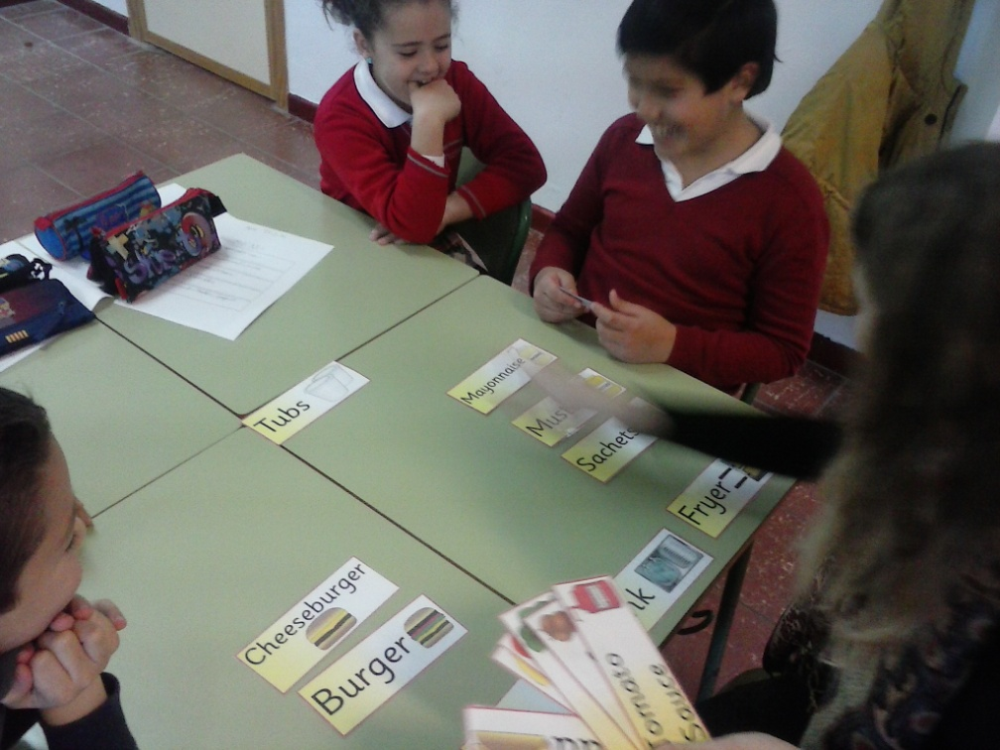 Tubs
Mayonnaise
Sachets
Fryer
Cheeseburger
Burger
Tomato
Sauce